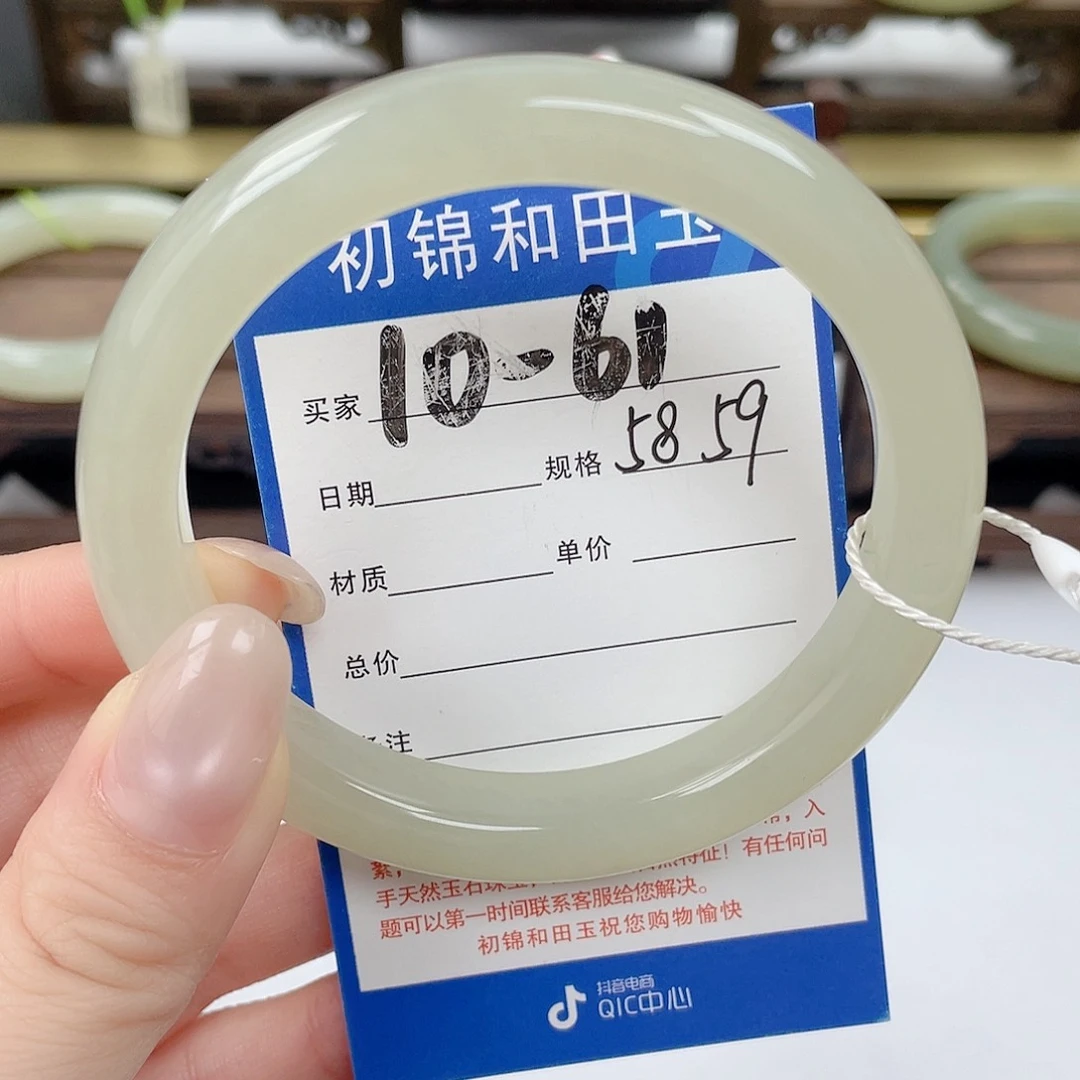 初锦和田玉
买家 10-61
日期 规格 58 59
材质 单价
总价
注
入
紊,
特征！有任何问
手天然玉石珠宝,
题可以第一时间联系客服给您解决。
初锦和田玉祝您购物愉快
抖音电商
QIC中心